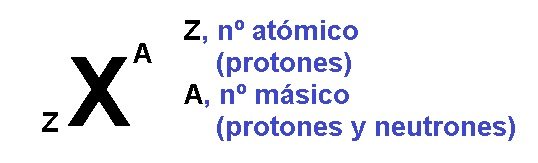 X
A
Z
Z, nº atómico
(protones)
A, nº másico
(protones y neutrones)